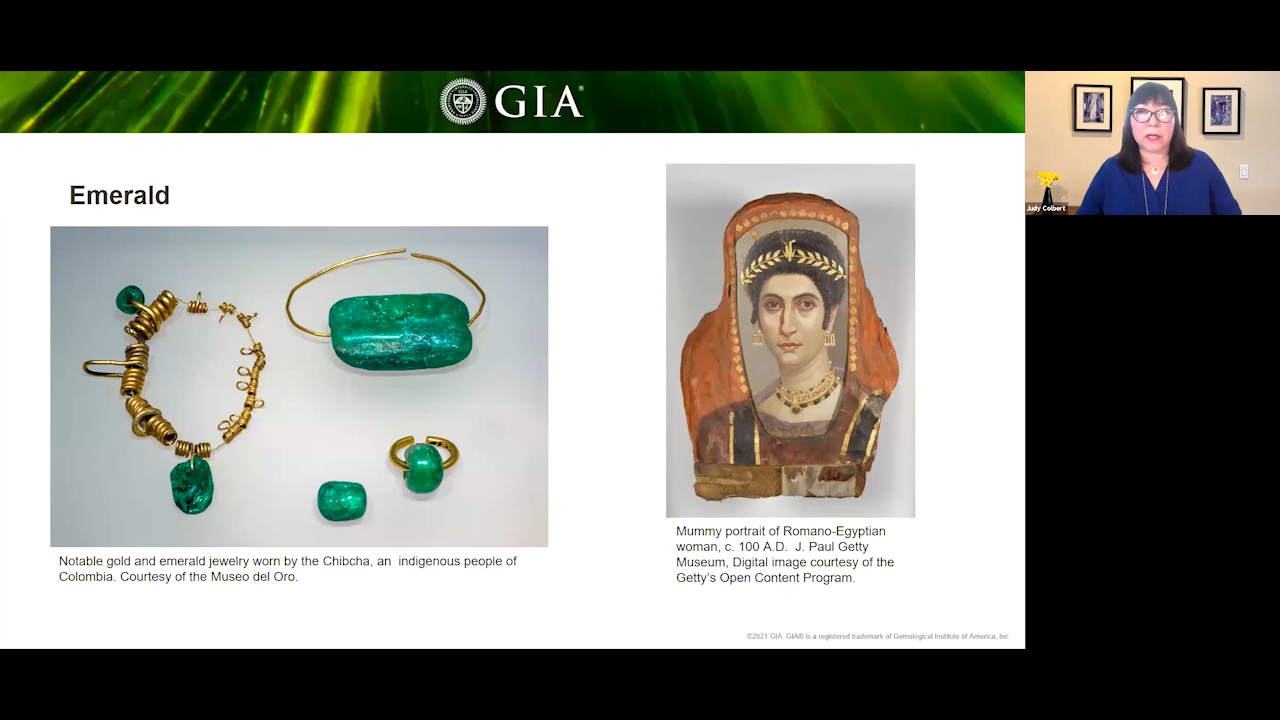 GIA®
Emerald
Notable gold and emerald jewelry worn by the Chibcha, an indigenous people of
Colombia. Courtesy of the Museo del Oro.
Mummy portrait of Romano-Egyptian
woman, c. 100 A.D. J. Paul Getty
Museum, Digital image courtesy of the
Getty's Open Content Program.
©2021 GIA. GIA® is a registered trademark of Gemological Institute of America, Inc.
Judy Colbert